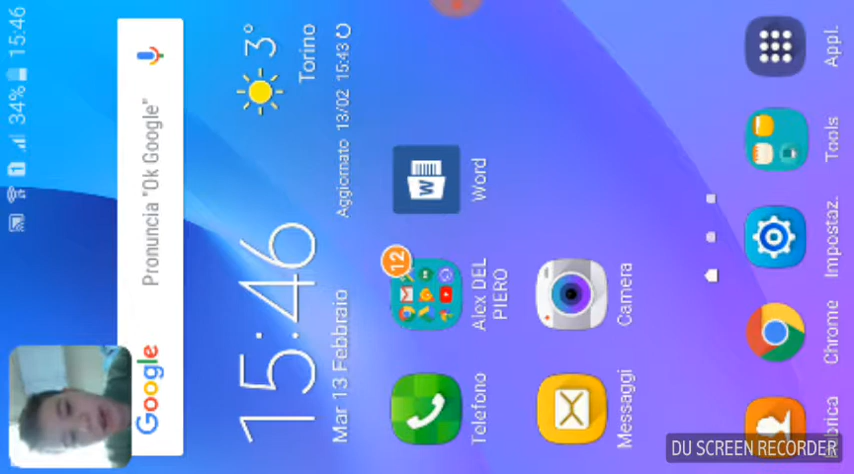 34% 15:46
Google
Pronuncia "Ok Google"
15:46
3°
Torino
Mar 13 Febbraio
Aggiornato 13/02 15:43
12
Telefono
Alex DEL
PIERO
Word
Messaggi
Camera
Chrome
Impostaz.
Tools
Appl.
DU SCREEN RECORDER